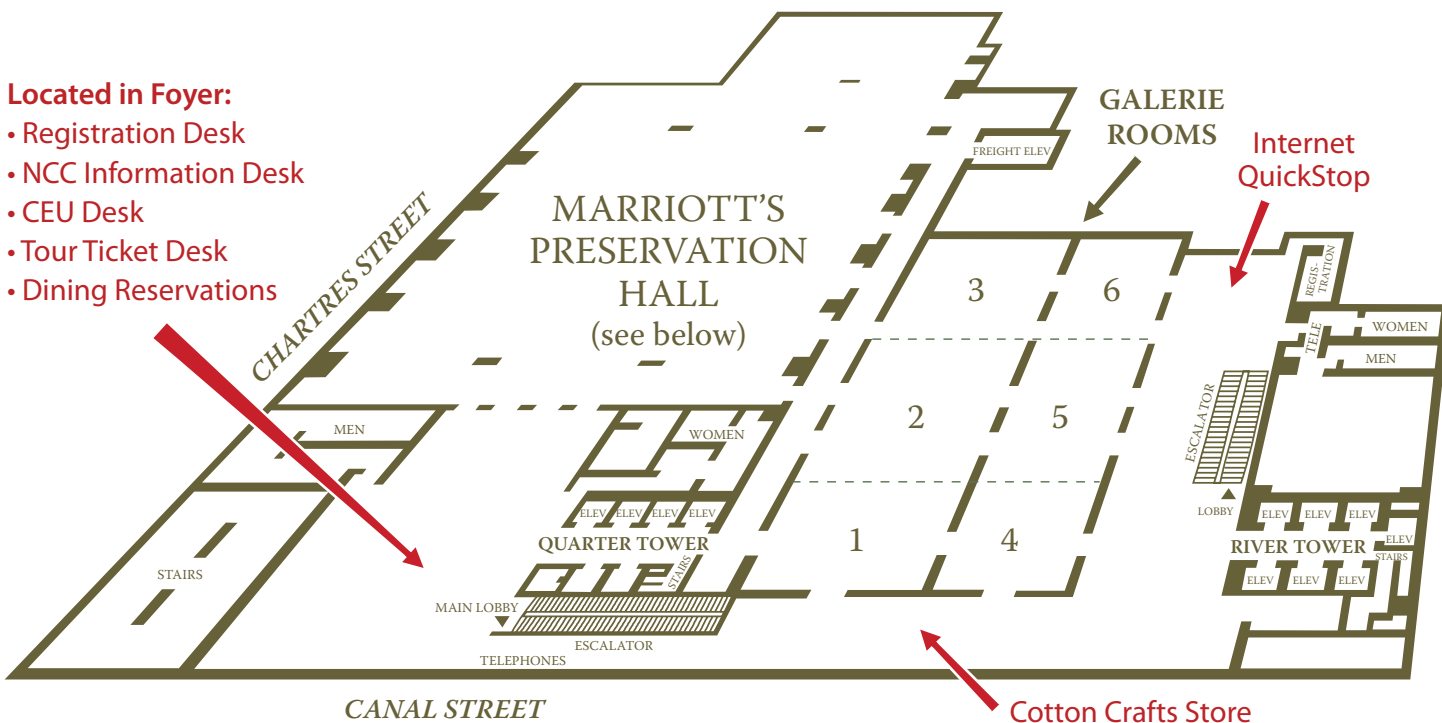 Located in Foyer:
• Registration Desk
• NCC Information Desk
• CEU Desk
• Tour Ticket Desk
• Dining Reservations
CHARTRES STREET
MARRIOTT'S
PRESERVATION
HALL
(see below)
FREIGHT ELEV
GALERIE
ROOMS
Internet
QuickStop
3
6
REGIS-
TRATION
TELE
WOMEN
MEN
2
5
ESCALATOR
LOBBY
MEN
WOMEN
ELEV ELEV ELEV ELEV
QUARTER TOWER
STAIRS
STAIRS
1
4
ELEV ELEV ELEV
RIVER TOWER
ELEV
STAIRS
ELEV ELEV ELEV
MAIN LOBBY
ESCALATOR
TELEPHONES
CANAL STREET
Cotton Crafts Store